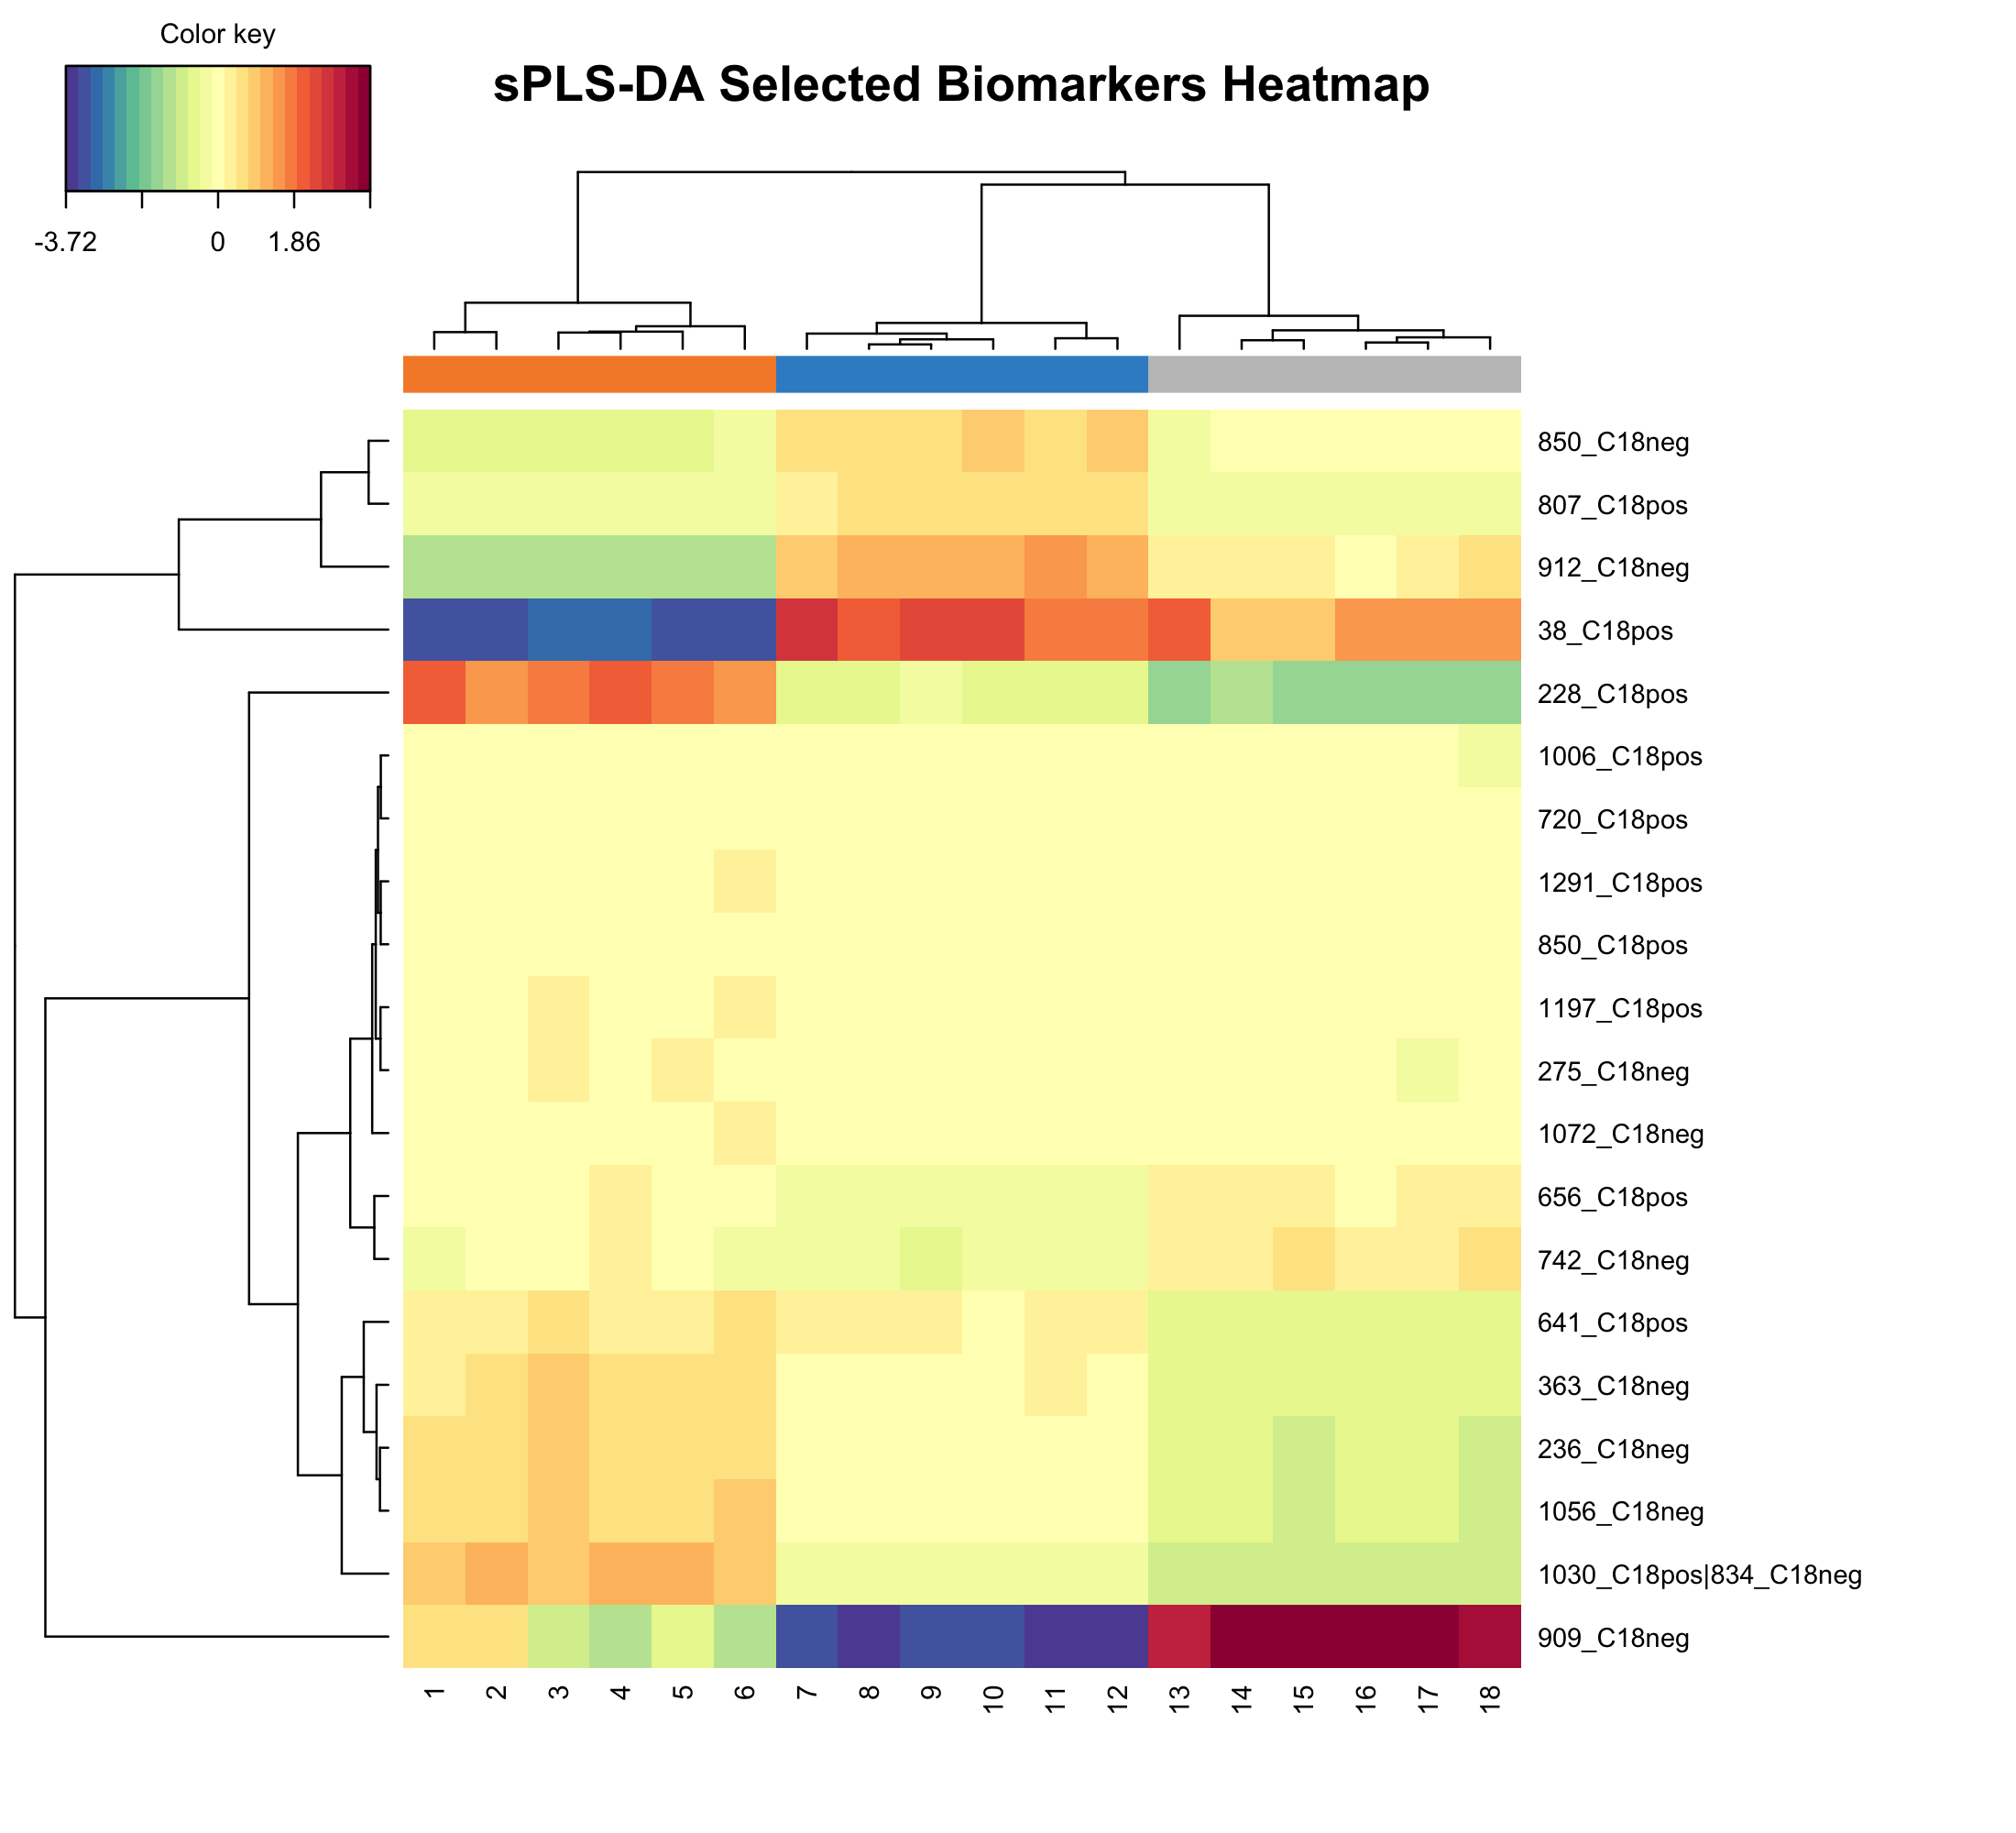 Color key
-3.72 0 1.86
sPLS-DA Selected Biomarkers Heatmap
850_C18neg
807_C18pos
912_C18neg
38_C18pos
228_C18pos
1006_C18pos
720_C18pos
1291_C18pos
850_C18pos
1197_C18pos
275_C18neg
1072_C18neg
656_C18pos
742_C18neg
641_C18pos
363_C18neg
236_C18neg
1056_C18neg
1030_C18pos|834_C18neg
909_C18neg
1 2 3 4 5 6 7 8 9 10 11 12 13 14 15 16 17 18